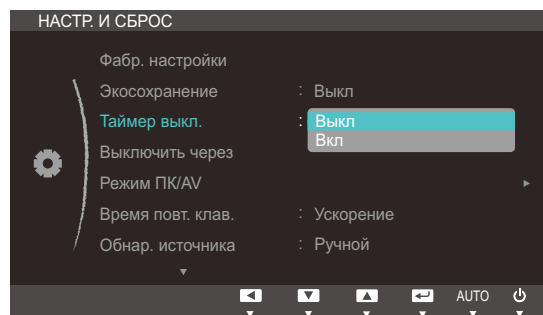 НАСТР. И СБРОС
Фабр. настройки
Экосохранение : Выкл
Таймер выкл. : Выкл
Вкл
Выключить через
Режим ПК/AV
Время повт. клав. : Ускорение
Обнар. источника : Ручной
AUTO